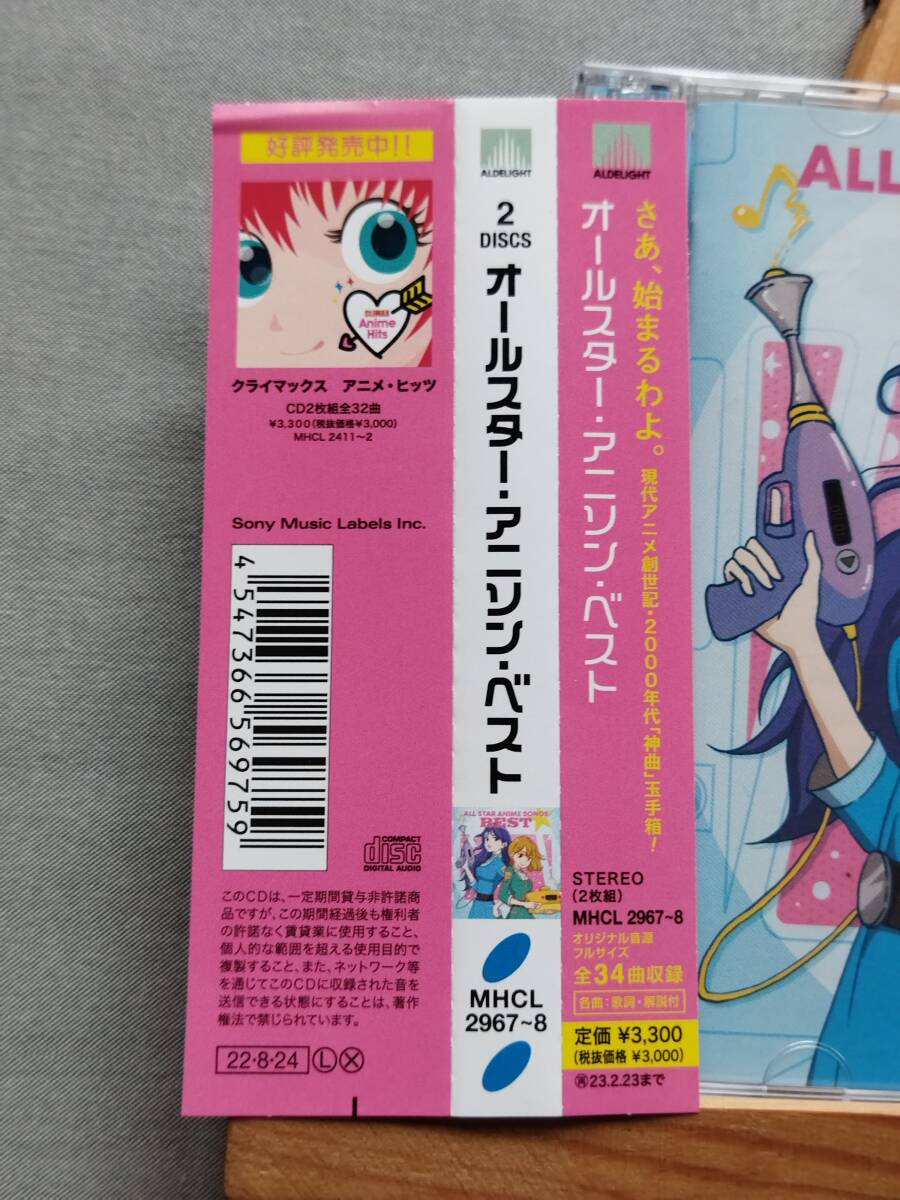 好評発売中!!
CLIMAX
Anime
Hits
クライマックス アニメ・ヒッツ
CD2枚組全32曲
¥3,300(税抜価格¥3,000)
MHCL 2411~2
Sony Music Labels Inc.
4547366569759
COMPACT
disc
DIGITAL AUDIO
このCDは、一定期間貸与非許諾商
品ですが、この期間経過後も権利者
の許諾なく賃貸業に使用すること、
個人的な範囲を超える使用目的で
複製すること、また、ネットワーク等
を通じてこのCDに収録された音を
送信できる状態にすることは、著作
権法で禁じられています。
22・8・24 Ⓛ Ⓧ
ALDELIGHT
2
DISCS
オールスター・アニソン・ベスト
ALL STAR ANIME SONGS
BEST
MHCL
2967~8
ALDELIGHT
さあ、始まるわよ。
現代アニメ創世記・2000年代「神曲」玉手箱!
オールスター・アニソン・ベスト
STEREO
(2枚組)
MHCL 2967~8
オリジナル音源
フルサイズ
全34曲収録
各曲:歌詞・解説付
定価 ¥3,300
(税抜価格 ¥3,000)
㊢23.2.23まで
ALL